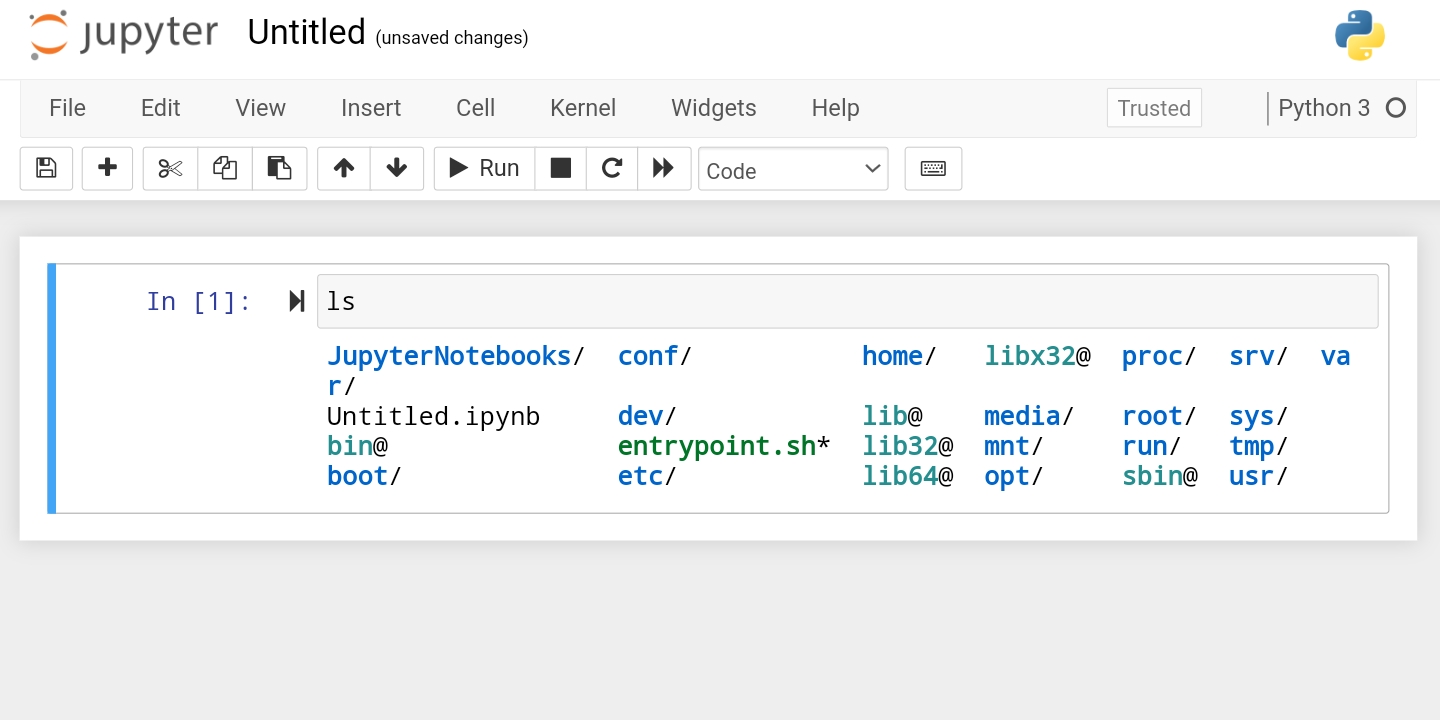 jupyter Untitled (unsaved changes)
File Edit View Insert Cell Kernel Widgets Help Trusted Python 3
Run Code
In [1]: ls
JupyterNotebooks/ conf/ home/ libx32@ proc/ srv/ va
r/
Untitled.ipynb dev/ lib@ media/ root/ sys/
bin@ entrypoint.sh* lib32@ mnt/ run/ tmp/
boot/ etc/ lib64@ opt/ sbin@ usr/